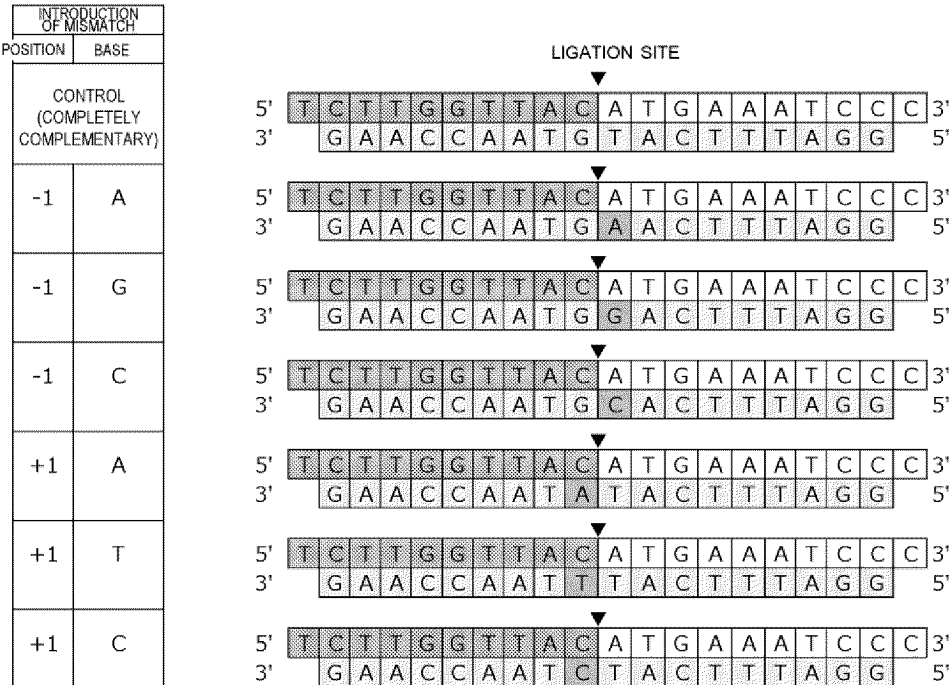 INTRODUCTION
OF MISMATCH
POSITION BASE
LIGATION SITE
CONTROL
(COMPLETELY
COMPLEMENTARY)
5' T C T T G G T T A C A T G A A A T C C C 3'
3' G A A C C A A T G T A C T T T A G G 5'
-1 A
5' T C T T G G T T A C A T G A A A T C C C 3'
3' G A A C C A A T G A A C T T T A G G 5'
-1 G
5' T C T T G G T T A C A T G A A A T C C C 3'
3' G A A C C A A T G G A C T T T A G G 5'
-1 C
5' T C T T G G T T A C A T G A A A T C C C 3'
3' G A A C C A A T G C A C T T T A G G 5'
+1 A
5' T C T T G G T T A C A T G A A A T C C C 3'
3' G A A C C A A T A T A C T T T A G G 5'
+1 T
5' T C T T G G T T A C A T G A A A T C C C 3'
3' G A A C C A A T T T A C T T T A G G 5'
+1 C
5' T C T T G G T T A C A T G A A A T C C C 3'
3' G A A C C A A T C T A C T T T A G G 5'